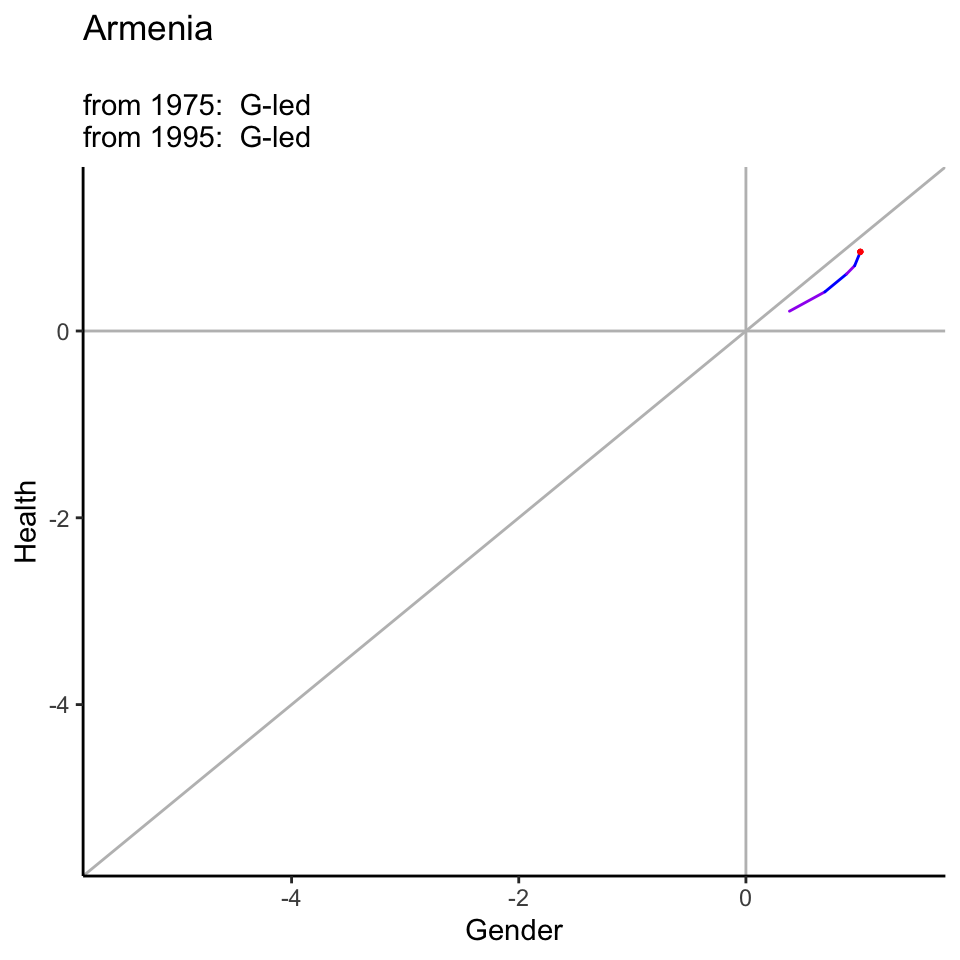 Armenia
from 1975:  G-led
from 1995:  G-led
Health
0
-2
-4
-4
-2
0
Gender